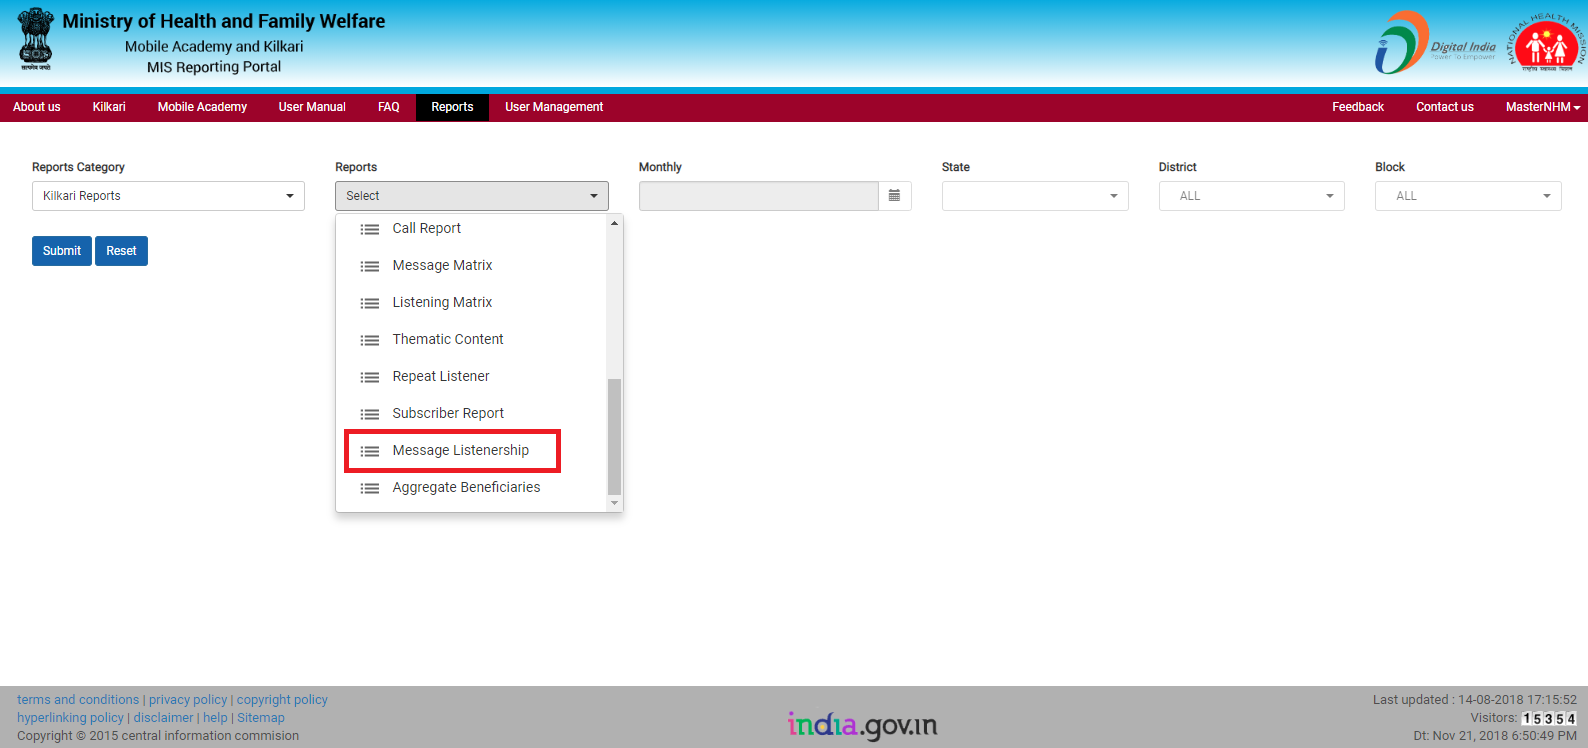 Ministry of Health and Family Welfare
Mobile Academy and Kilkari
MIS Reporting Portal
सत्यमेव जयते
Digital India
Power To Empower
NATIONAL HEALTH MISSION
राष्ट्रीय स्वास्थ्य मिशन
About us Kilkari Mobile Academy User Manual FAQ Reports User Management Feedback Contact us MasterNHM
Reports Category Reports Monthly State District Block
Kilkari Reports Select ALL ALL
Submit Reset
Call Report
Message Matrix
Listening Matrix
Thematic Content
Repeat Listener
Subscriber Report
Message Listenership
Aggregate Beneficiaries
terms and conditions | privacy policy | copyright policy
hyperlinking policy | disclaimer | help | Sitemap
Copyright © 2015 central information commision
india.gov.in
Last updated : 14-08-2018 17:15:52
Visitors: 15354
Dt: Nov 21, 2018 6:50:49 PM